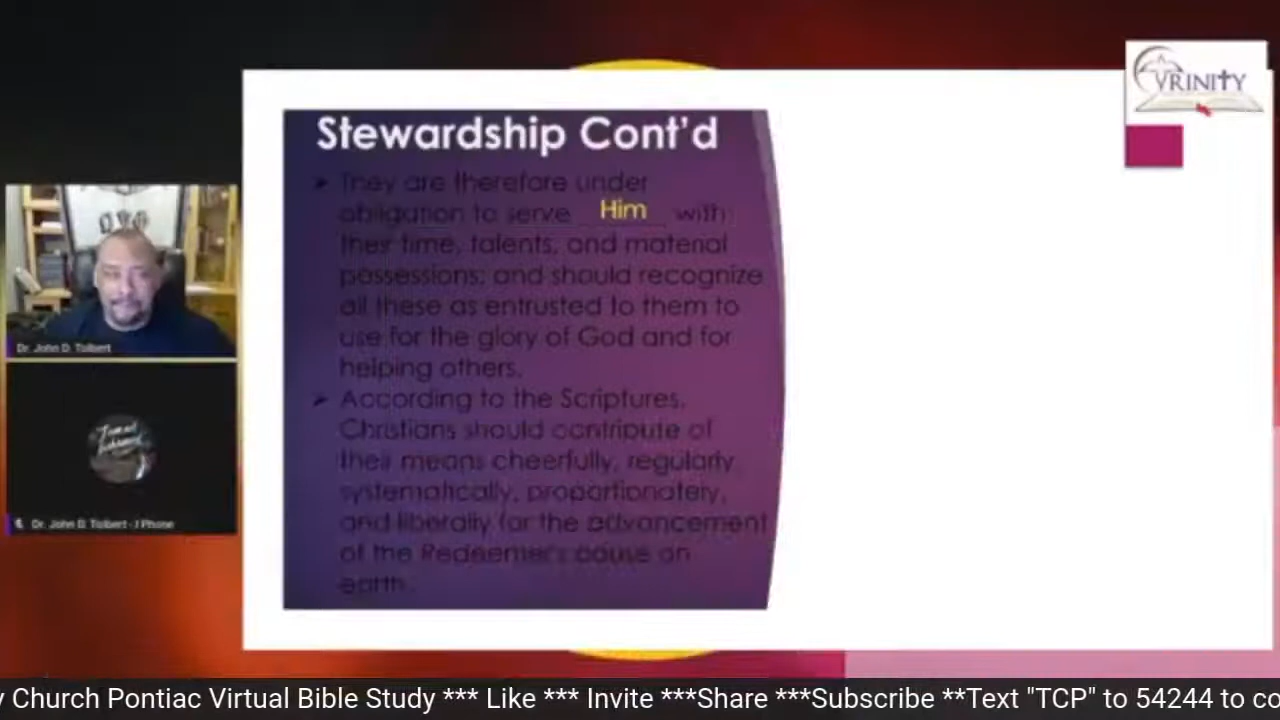 TRINITY
Stewardship Cont'd
They are therefore under
obligation to serve Him with
their time, talents, and material
possessions; and should recognize
all these as entrusted to them to
use for the glory of God and for
helping others.
According to the Scriptures,
Christians should contribute of
their means cheerfully, regularly,
systematically, proportionately,
and liberally for the advancement
of the Redeemer's cause on
earth.
Dr. John D. Tolbert
Dr. John D. Tolbert - I Phone
y Church Pontiac Virtual Bible Study *** Like *** Invite ***Share ***Subscribe **Text "TCP" to 54244 to co